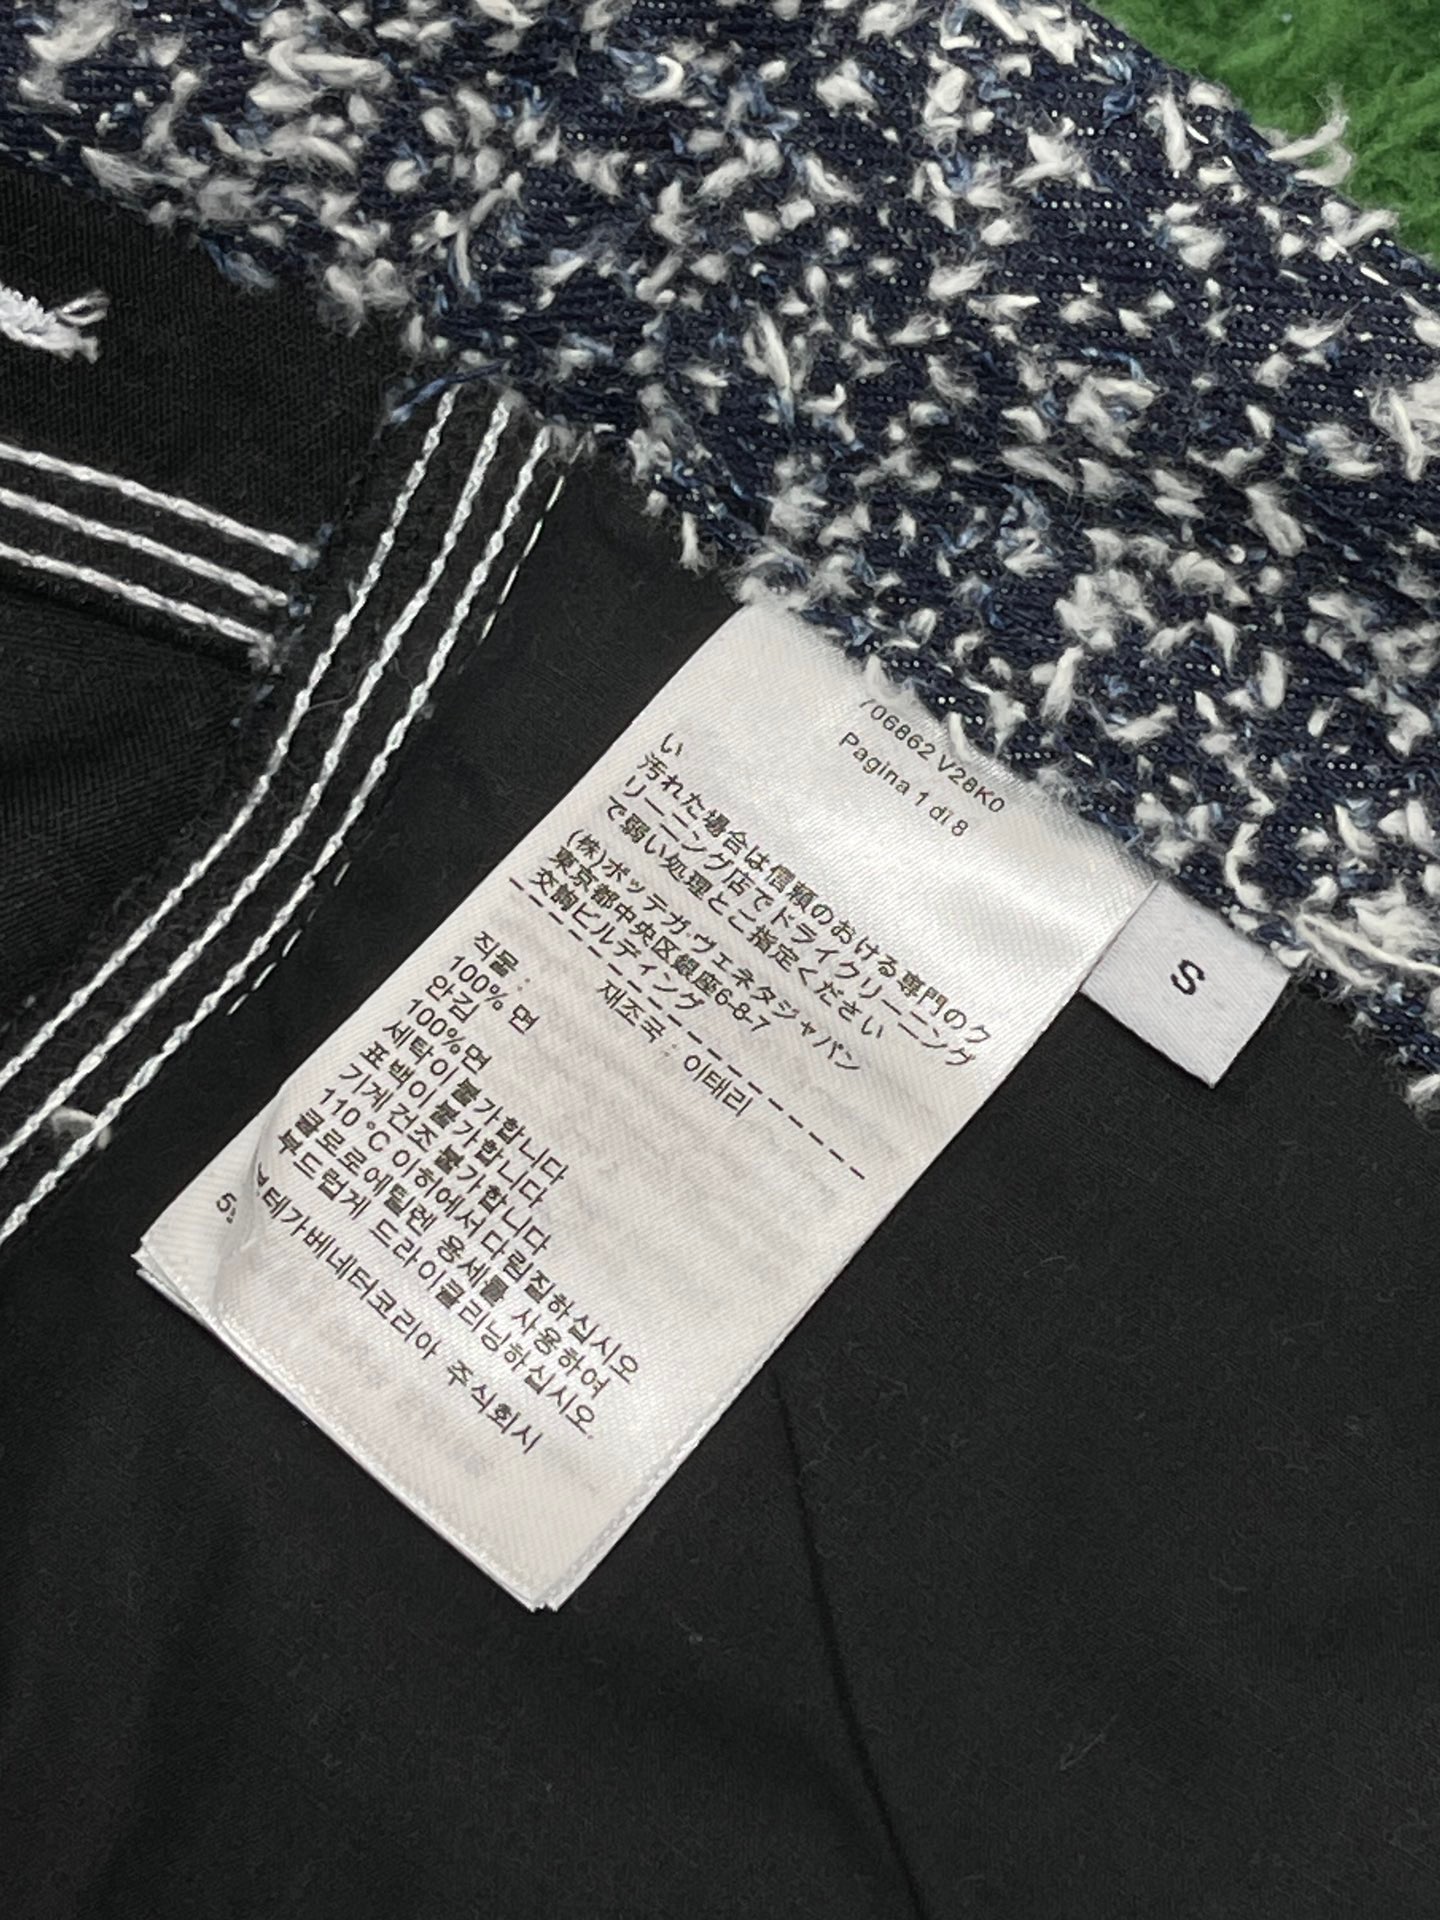 706862 V28K0
Pagina 1 di 8
い
汚れた場合は信頼のおける専門のク
リーニング店でドライクリーニング
で弱い処理とご指定ください
(株)ボッテガ・ヴェネタジャパン
東京都中央区銀座6-8-7
交詢ビルディング
재조국 : 이태리
직물 :
100% 면
안감
100%면
세탁이 불가합니다
표백이 불가합니다
기계 건조 불가합니다
110 °C 이하에서 다림질하십시오
클로로에틸렌 용제를 사용하여
부드럽게 드라이클리닝하십시오.
테가베네타코리아 주식회사
S